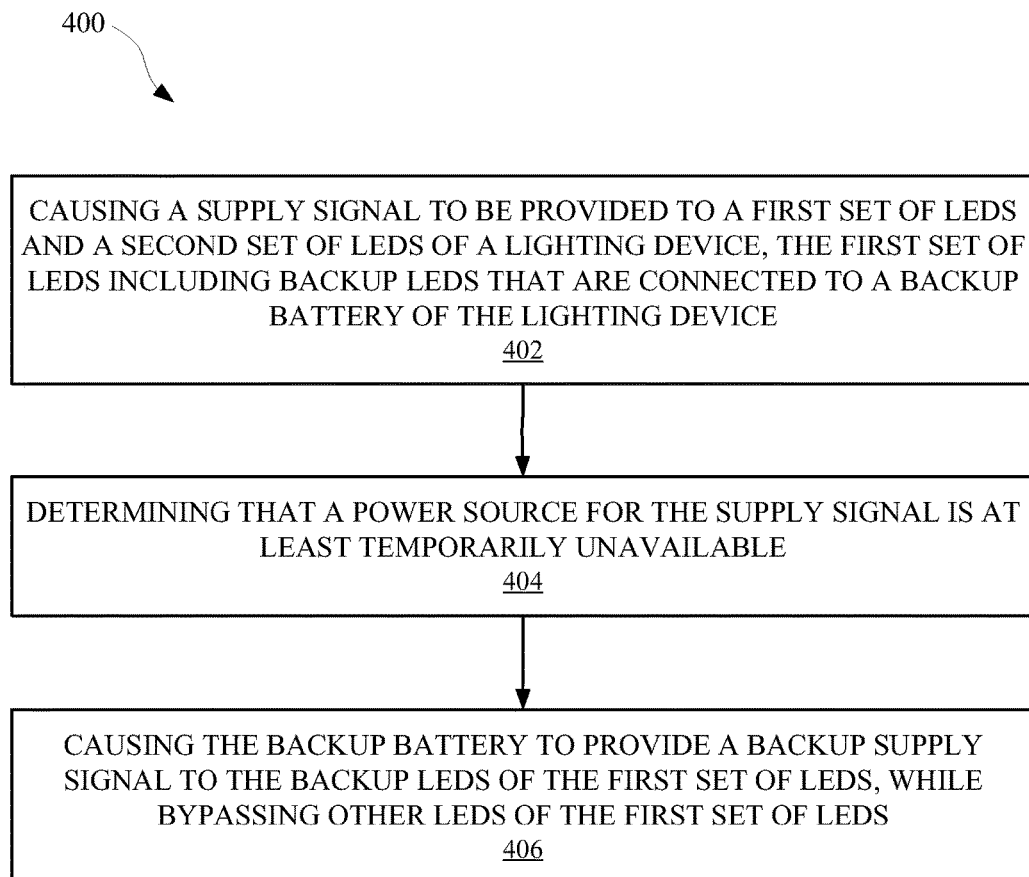 400
CAUSING A SUPPLY SIGNAL TO BE PROVIDED TO A FIRST SET OF LEDS
AND A SECOND SET OF LEDS OF A LIGHTING DEVICE, THE FIRST SET OF
LEDS INCLUDING BACKUP LEDS THAT ARE CONNECTED TO A BACKUP
BATTERY OF THE LIGHTING DEVICE
402
DETERMINING THAT A POWER SOURCE FOR THE SUPPLY SIGNAL IS AT
LEAST TEMPORARILY UNAVAILABLE
404
CAUSING THE BACKUP BATTERY TO PROVIDE A BACKUP SUPPLY
SIGNAL TO THE BACKUP LEDS OF THE FIRST SET OF LEDS, WHILE
BYPASSING OTHER LEDS OF THE FIRST SET OF LEDS
406